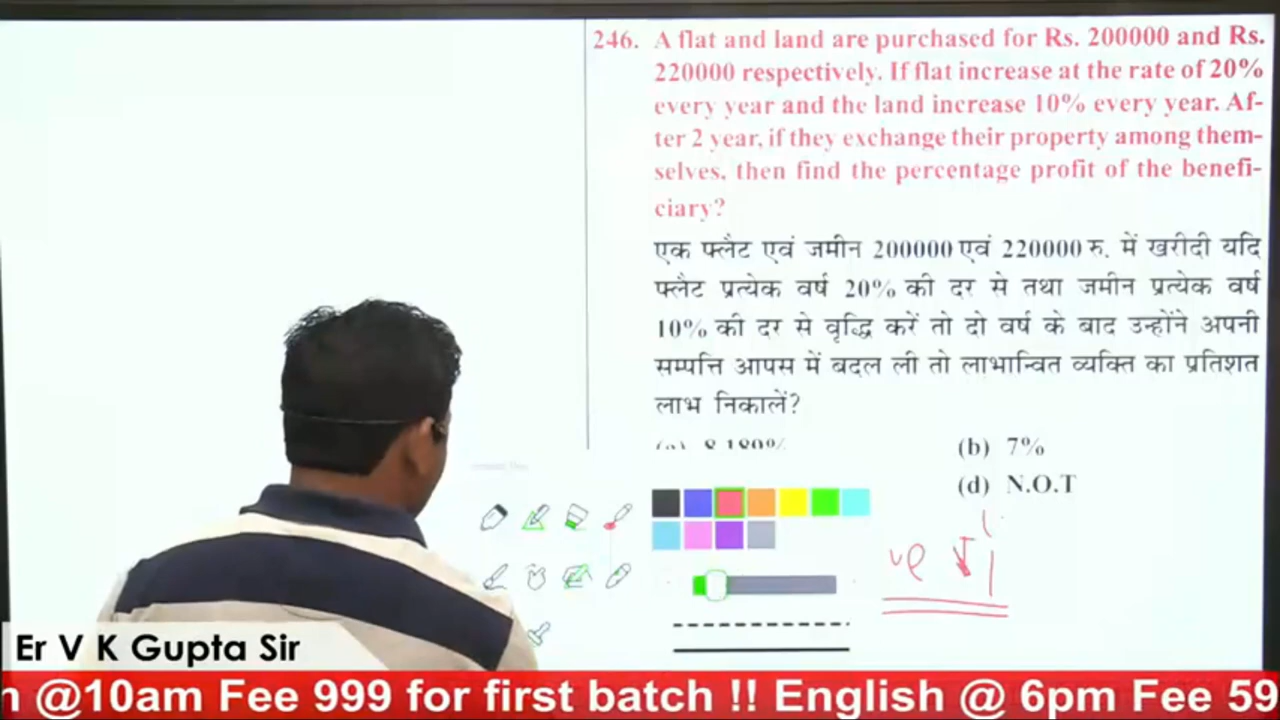 246. A flat and land are purchased for Rs. 200000 and Rs.
220000 respectively. If flat increase at the rate of 20%
every year and the land increase 10% every year. Af-
ter 2 year, if they exchange their property among them-
selves, then find the percentage profit of the benefi-
ciary?
एक फ्लैट एवं जमीन 200000 एवं 220000 रु. में खरीदी यदि
फ्लैट प्रत्येक वर्ष 20% की दर से तथा जमीन प्रत्येक वर्ष
10% की दर से वृद्धि करें तो दो वर्ष के बाद उन्होंने अपनी
सम्पत्ति आपस में बदल ली तो लाभान्वित व्यक्ति का प्रतिशत
लाभ निकालें?
(b) 7%
(d) N.O.T
Er V K Gupta Sir
@10am Fee 999 for first batch !! English @ 6pm Fee 59